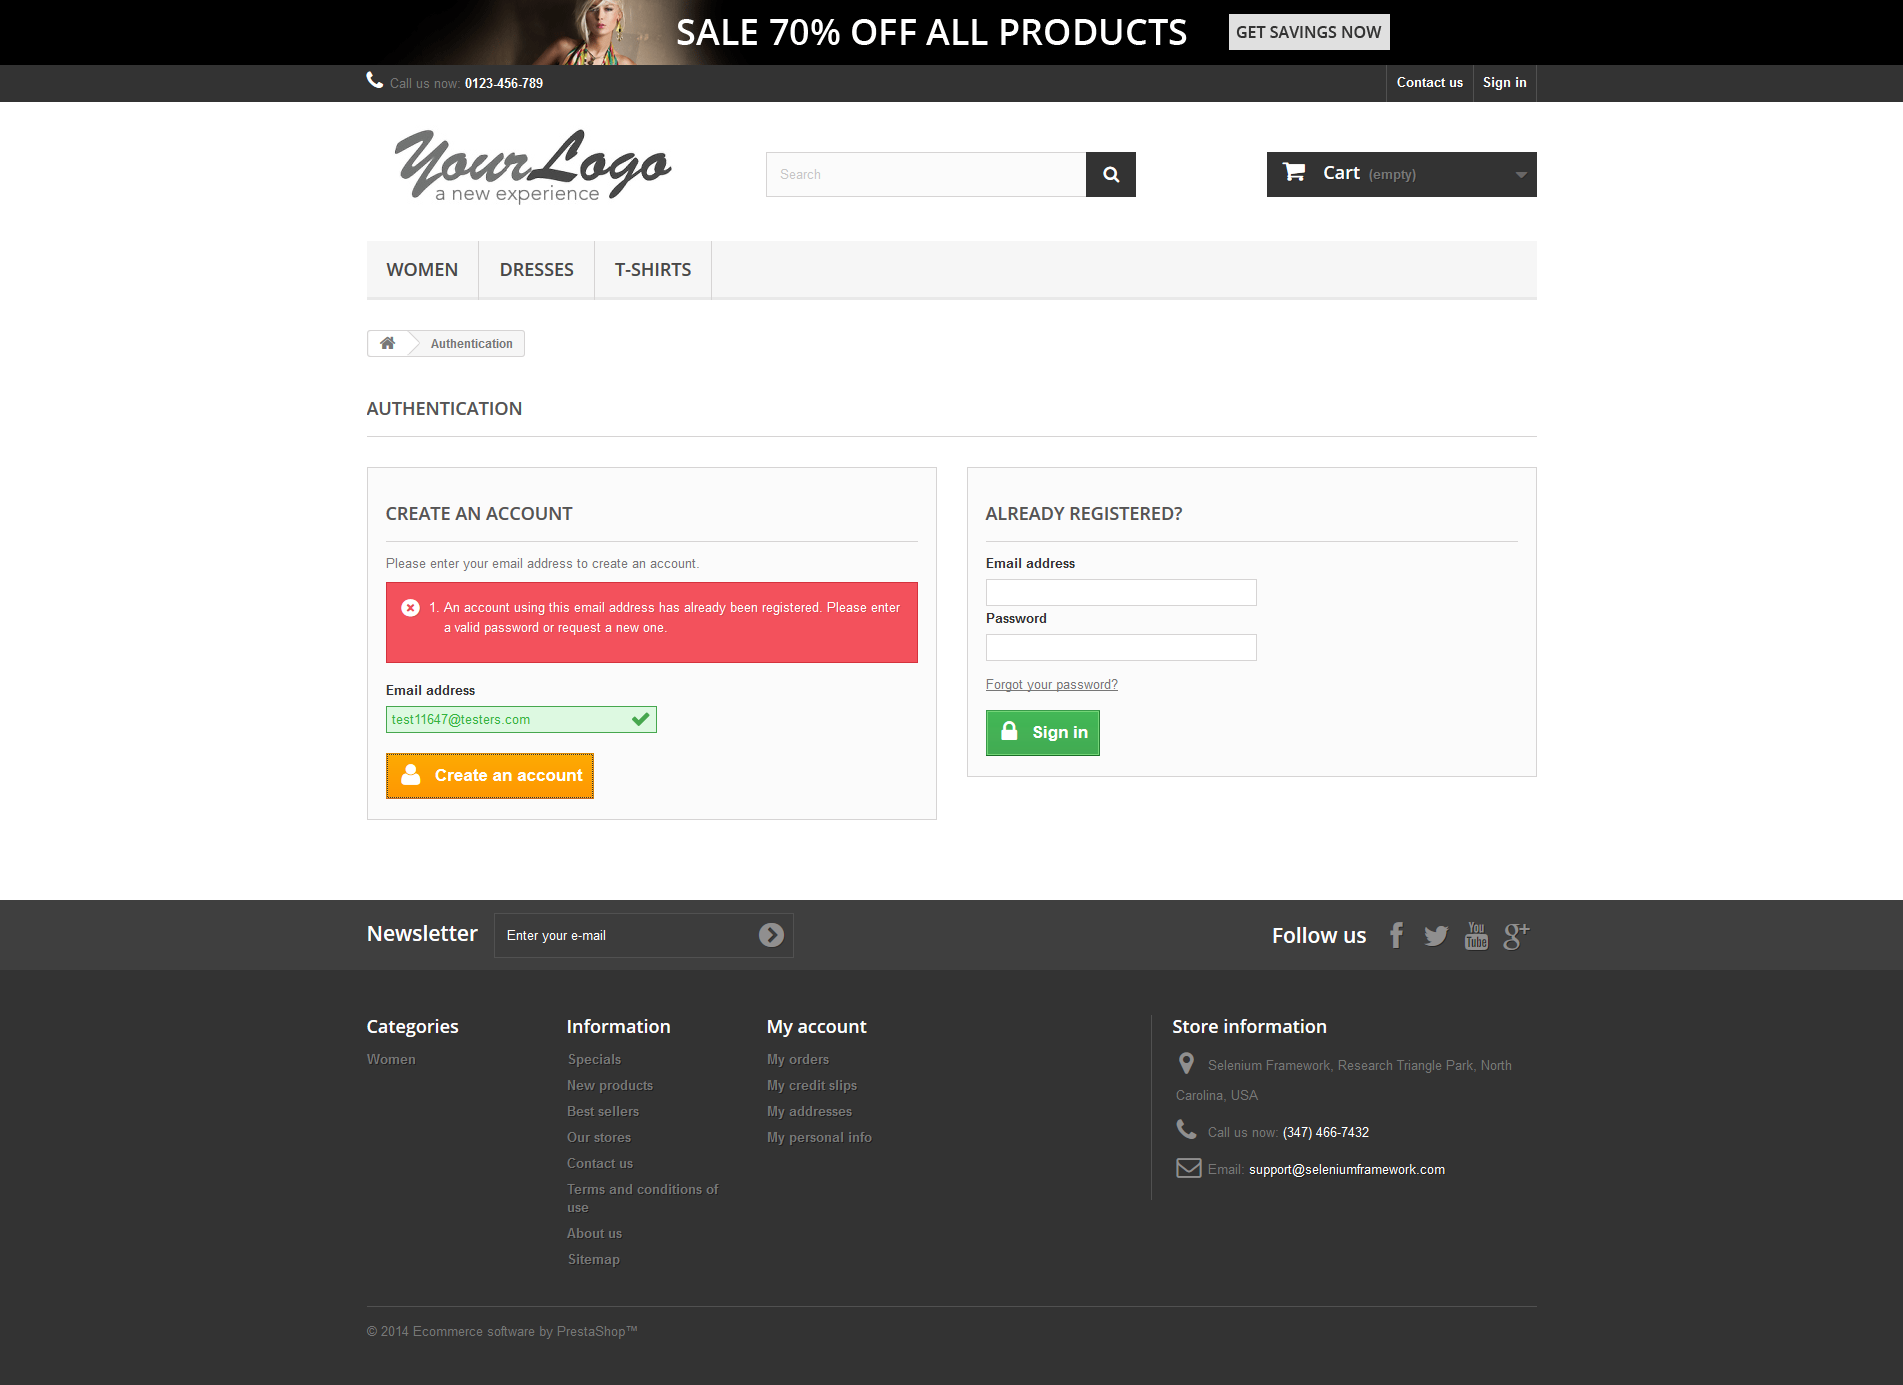 SALE 70% OFF ALL PRODUCTS
GET SAVINGS NOW
Call us now: 0123-456-789
Contact us
Sign in
YourLogo
a new experience
Search
Cart (empty)
WOMEN
DRESSES
T-SHIRTS
Authentication
AUTHENTICATION
CREATE AN ACCOUNT
Please enter your email address to create an account.
1. An account using this email address has already been registered. Please enter
a valid password or request a new one.
Email address
test11647@testers.com
Create an account
ALREADY REGISTERED?
Email address
Password
Forgot your password?
Sign in
Newsletter
Enter your e-mail
Follow us
You
Tube
g+
Categories
Women
Information
Specials
New products
Best sellers
Our stores
Contact us
Terms and conditions of
use
About us
Sitemap
My account
My orders
My credit slips
My addresses
My personal info
Store information
Selenium Framework, Research Triangle Park, North
Carolina, USA
Call us now: (347) 466-7432
Email: support@seleniumframework.com
© 2014 Ecommerce software by PrestaShop™